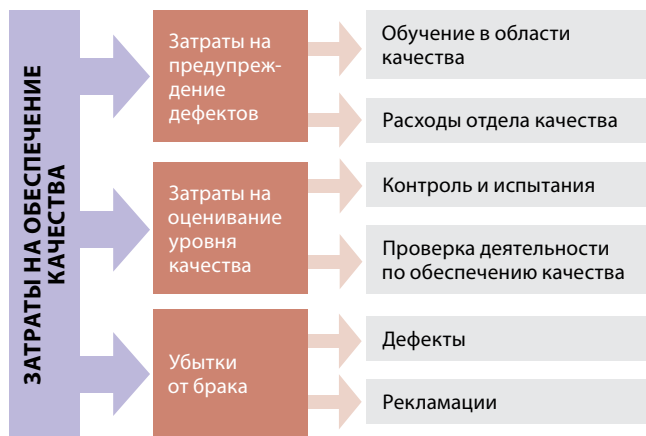 ЗАТРАТЫ НА ОБЕСПЕЧЕНИЕ
КАЧЕСТВА
Затраты на
предупреж-
дение
дефектов
Обучение в области
качества
Расходы отдела качества
Затраты на
оценивание
уровня
качества
Контроль и испытания
Проверка деятельности
по обеспечению качества
Убытки
от брака
Дефекты
Рекламации